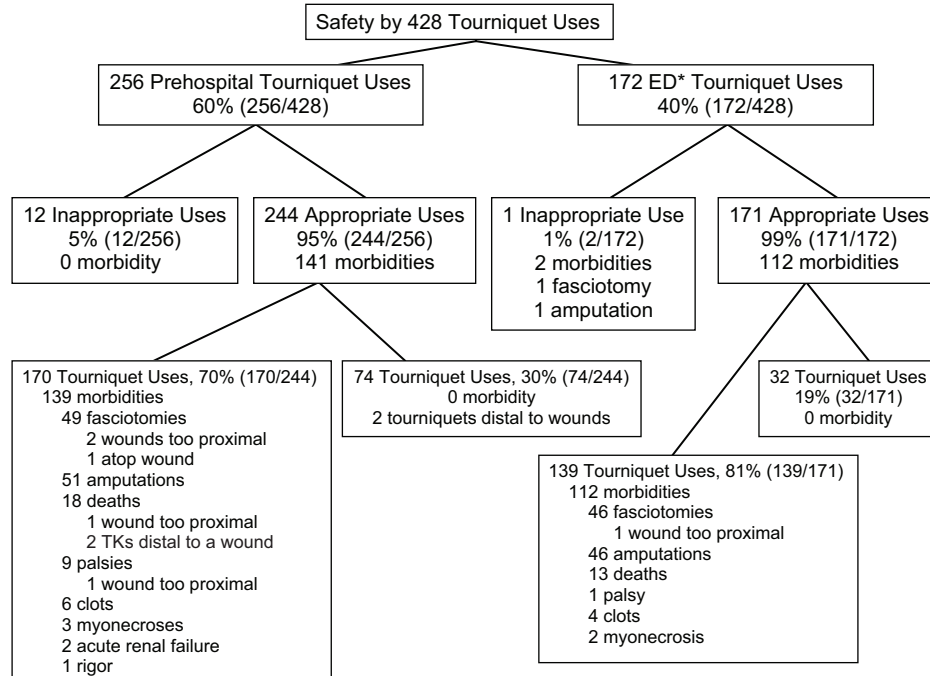 Safety by 428 Tourniquet Uses
256 Prehospital Tourniquet Uses
60% (256/428)
172 ED* Tourniquet Uses
40% (172/428)
12 Inappropriate Uses
5% (12/256)
0 morbidity
244 Appropriate Uses
95% (244/256)
141 morbidities
1 Inappropriate Use
1% (2/172)
2 morbidities
1 fasciotomy
1 amputation
171 Appropriate Uses
99% (171/172)
112 morbidities
170 Tourniquet Uses, 70% (170/244)
139 morbidities
49 fasciotomies
2 wounds too proximal
1 atop wound
51 amputations
18 deaths
1 wound too proximal
2 TKs distal to a wound
9 palsies
1 wound too proximal
6 clots
3 myonecroses
2 acute renal failure
1 rigor
74 Tourniquet Uses, 30% (74/244)
0 morbidity
2 tourniquets distal to wounds
139 Tourniquet Uses, 81% (139/171)
112 morbidities
46 fasciotomies
1 wound too proximal
46 amputations
13 deaths
1 palsy
4 clots
2 myonecrosis
32 Tourniquet Uses
19% (32/171)
0 morbidity